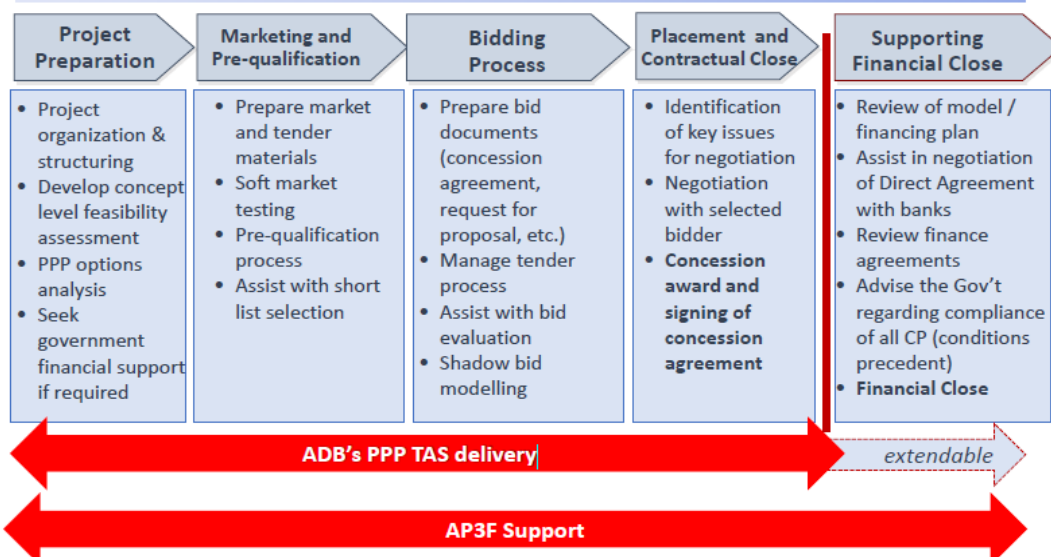 Project
Preparation
Marketing and
Pre-qualification
Bidding
Process
Placement and
Contractual Close
Supporting
Financial Close
• Project
organization &
structuring
• Develop concept
level feasibility
assessment
• PPP options
analysis
• Seek
government
financial support
if required
• Prepare market
and tender
materials
• Soft market
testing
• Pre-qualification
process
• Assist with short
list selection
• Prepare bid
documents
(concession
agreement,
request for
proposal, etc.)
• Manage tender
process
• Assist with bid
evaluation
• Shadow bid
modelling
• Identification
of key issues
for negotiation
• Negotiation
with selected
bidder
• Concession
award and
signing of
concession
agreement
• Review of model /
financing plan
• Assist in negotiation
of Direct Agreement
with banks
• Review finance
agreements
• Advise the Gov't
regarding compliance
of all CP (conditions
precedent)
• Financial Close
ADB's PPP TAS delivery
extendable
AP3F Support